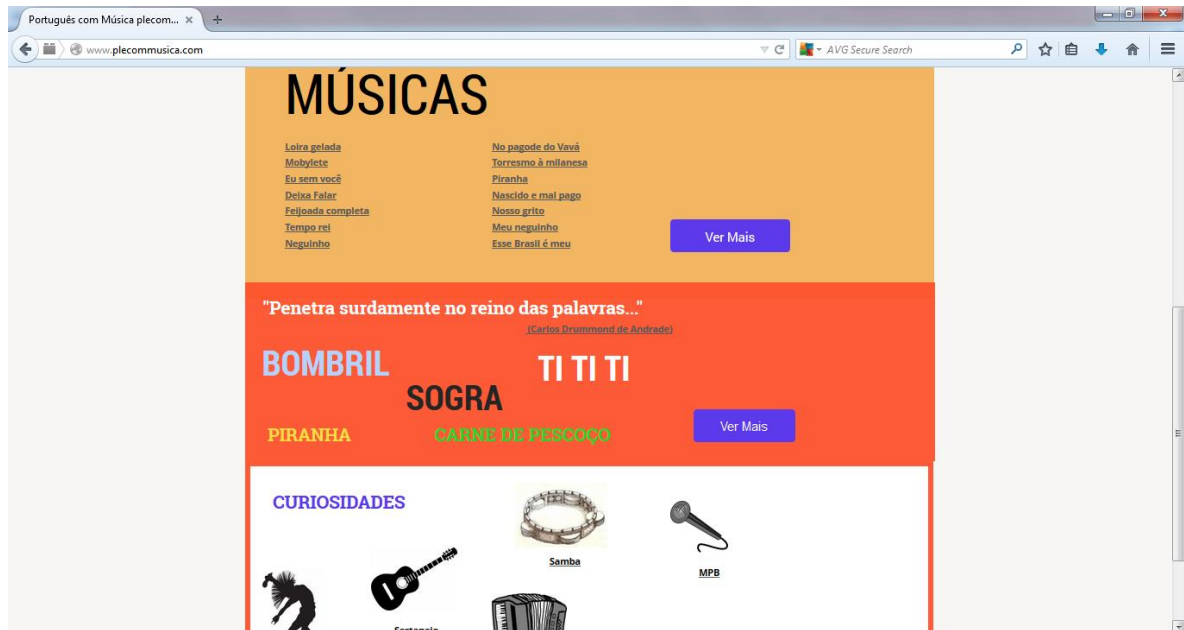 Português com Música plecom...
www.plecommusica.com
AVG Secure Search
MÚSICAS
Loira gelada
Mobylete
Eu sem você
Deixa Falar
Feijoada completa
Tempo rei
Neguinho
No pagode do Vavá
Torresmo à milanesa
Piranha
Nascido e mal pago
Nosso grito
Meu neguinho
Esse Brasil é meu
Ver Mais
"Penetra surdamente no reino das palavras..."
(Carlos Drummond de Andrade)
BOMBRIL
TI TI TI
SOGRA
PIRANHA
CARNE DE PESCOÇO
Ver Mais
CURIOSIDADES
Samba
MPB